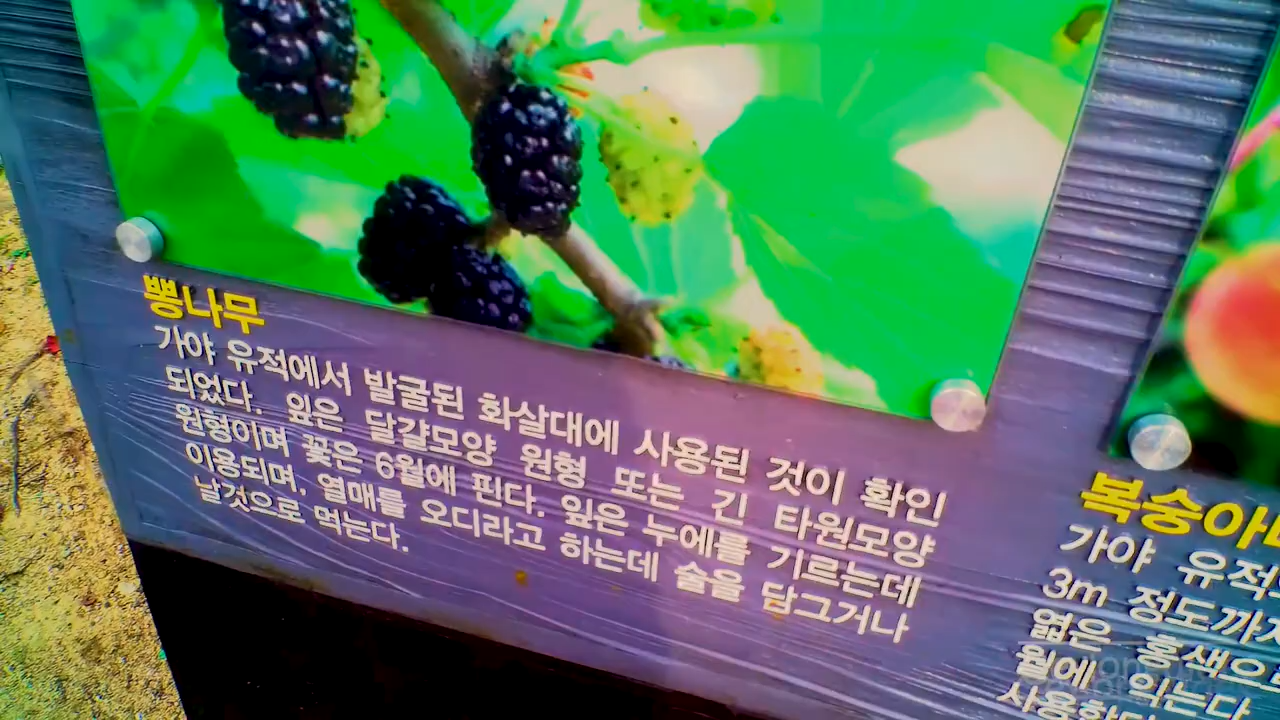 뽕나무
가야 유적에서 발굴된 화살대에 사용된 것이 확인
되었다. 잎은 달걀모양 원형 또는 긴 타원모양
원형이며 꽃은 6월에 핀다. 잎은 누에를 기르는데
이용되며, 열매를 오디라고 하는데 술을 담그거나
날것으로 먹는다.
복숭아
가야 유적
3m 정도까지
엷은 홍색으
월에 익는다